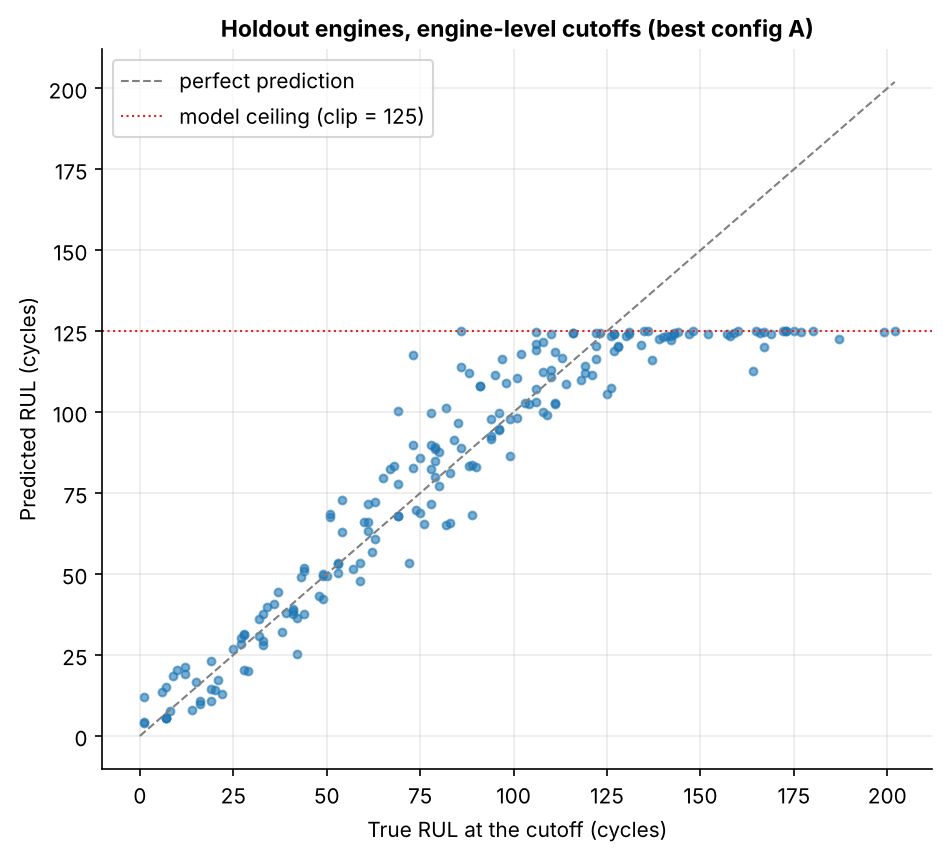 Holdout engines, engine-level cutoffs (best config A)
perfect prediction
model ceiling (clip = 125)
200
175
150
125
100
75
50
25
0
Predicted RUL (cycles)
0 25 50 75 100 125 150 175 200
True RUL at the cutoff (cycles)